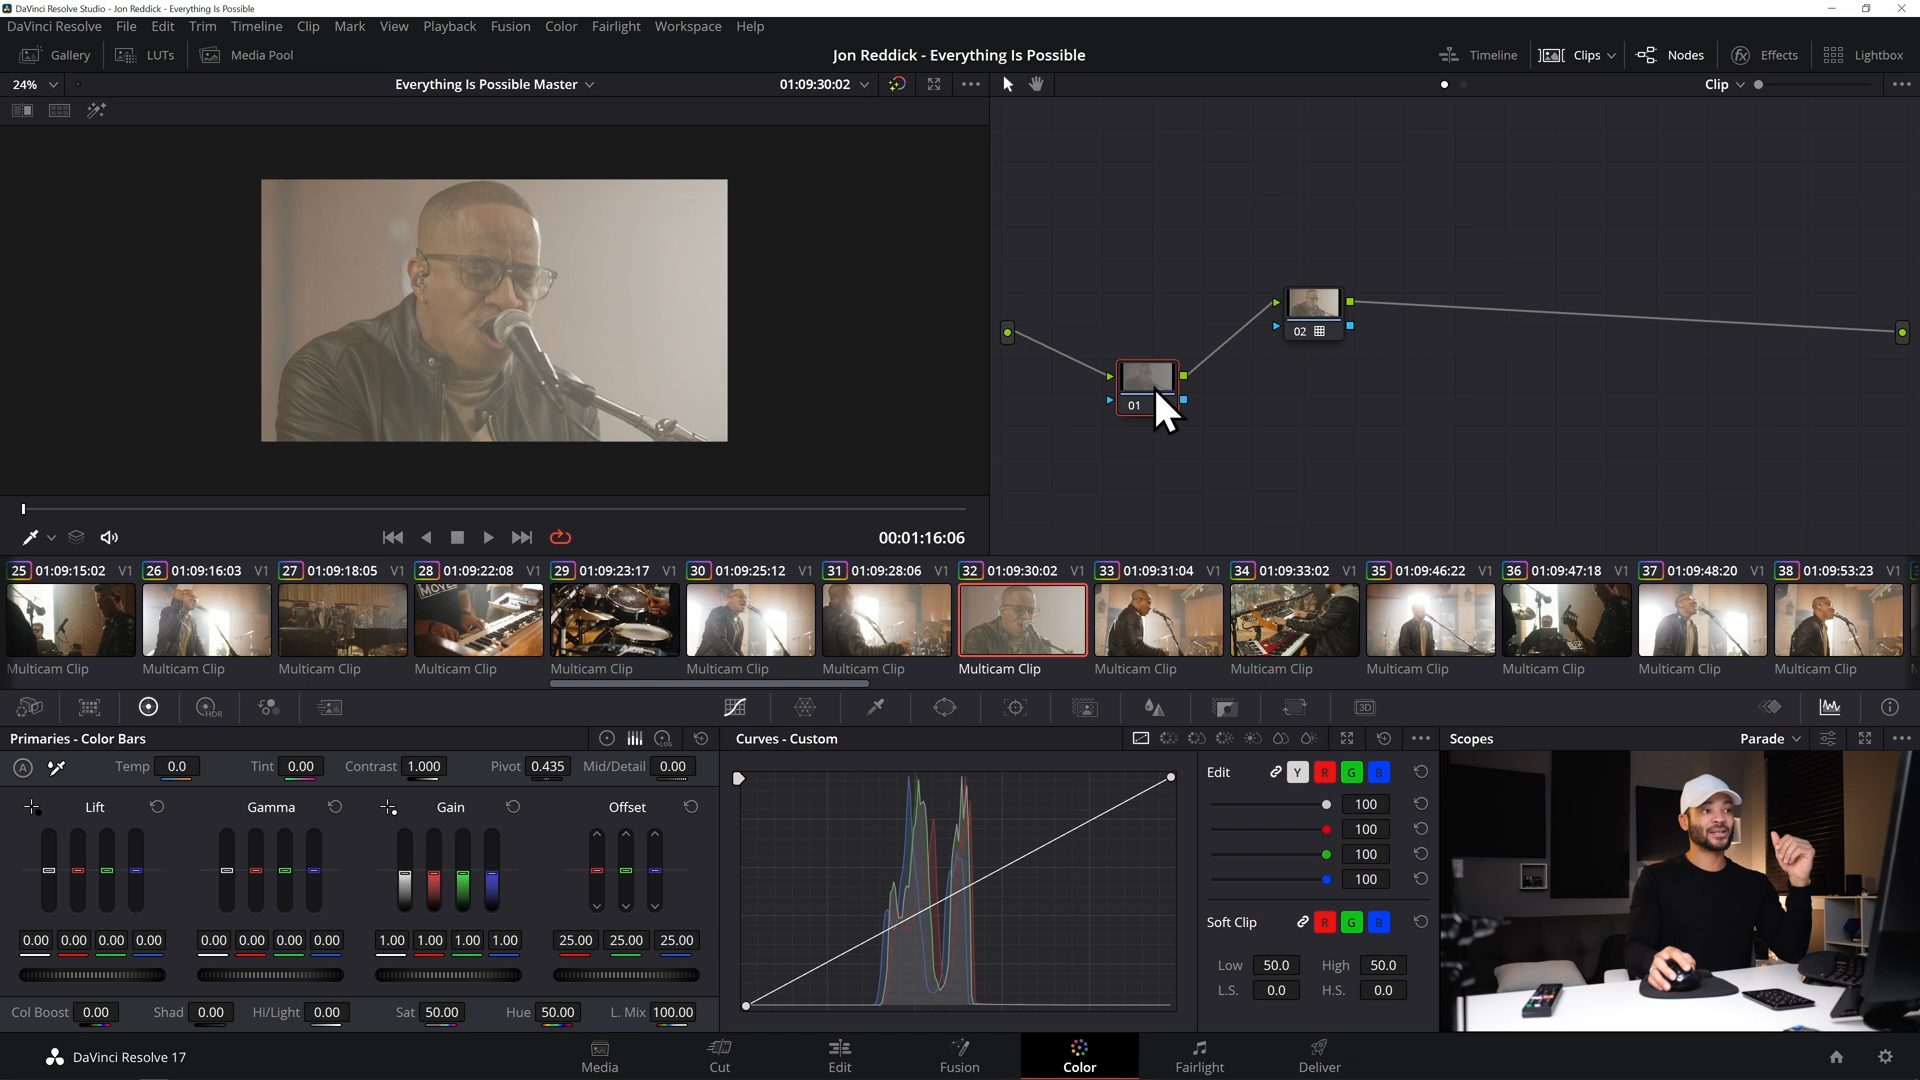 DaVinci Resolve Studio - Jon Reddick - Everything Is Possible
DaVinci Resolve File Edit Trim Timeline Clip Mark View Playback Fusion Color Fairlight Workspace Help
Gallery LUTs Media Pool Jon Reddick - Everything Is Possible Timeline Clips Nodes Effects Lightbox
24% Everything Is Possible Master 01:09:30:02 Clip
02
01
00:01:16:06
25 01:09:15:02 V1 26 01:09:16:03 V1 27 01:09:18:05 V1 28 01:09:22:08 V1 29 01:09:23:17 V1 30 01:09:25:12 V1 31 01:09:28:06 V1 32 01:09:30:02 V1 33 01:09:31:04 V1 34 01:09:33:02 V1 35 01:09:46:22 V1 36 01:09:47:18 V1 37 01:09:48:20 V1 38 01:09:53:23 V1
Multicam Clip Multicam Clip Multicam Clip Multicam Clip Multicam Clip Multicam Clip Multicam Clip Multicam Clip Multicam Clip Multicam Clip Multicam Clip Multicam Clip Multicam Clip Multicam Clip
HDR 3D
Primaries - Color Bars LOG Curves - Custom Scopes Parade
A Temp 0.0 Tint 0.00 Contrast 1.000 Pivot 0.435 Mid/Detail 0.00 Edit Y R G B
Lift Gamma Gain Offset 100
100
100
100
Soft Clip R G B
0.00 0.00 0.00 0.00 0.00 0.00 0.00 0.00 1.00 1.00 1.00 1.00 25.00 25.00 25.00
Low 50.0 High 50.0
L.S. 0.0 H.S. 0.0
Col Boost 0.00 Shad 0.00 Hi/Light 0.00 Sat 50.00 Hue 50.00 L. Mix 100.00
DaVinci Resolve 17 Media Cut Edit Fusion Color Fairlight Deliver